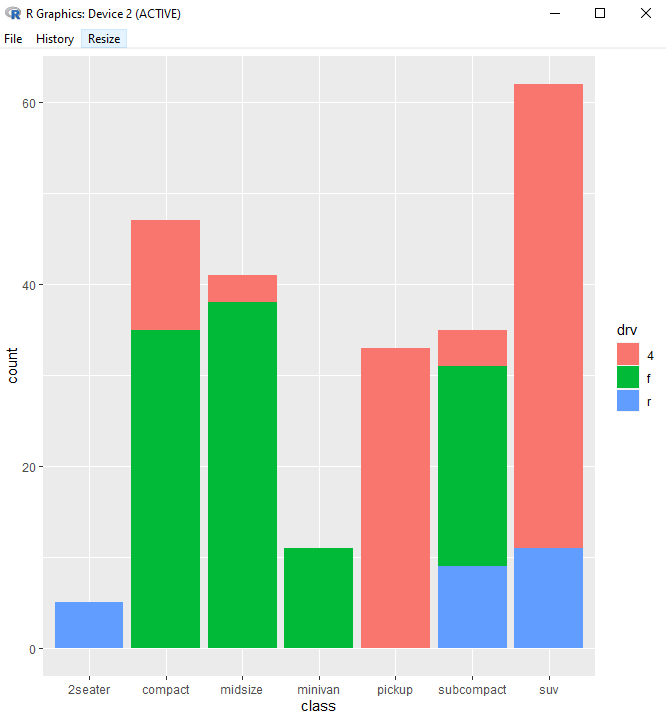 R Graphics: Device 2 (ACTIVE)
File History Resize
60
40
20
0
count
2seater compact midsize minivan pickup subcompact suv
class
drv
4
f
r